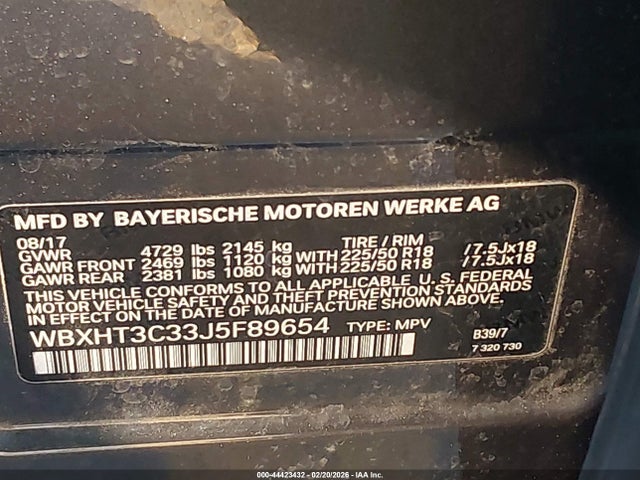 MFD BY BAYERISCHE MOTOREN WERKE AG
08/17 TIRE / RIM
GVWR 4729 lbs 2145 kg
GAWR FRONT 2469 lbs 1120 kg WITH 225/50 R18 /7.5Jx18
GAWR REAR 2381 lbs 1080 kg WITH 225/50 R18 /7.5Jx18
THIS VEHICLE CONFORMS TO ALL APPLICABLE U. S. FEDERAL
MOTOR VEHICLE SAFETY AND THEFT PREVENTION STANDARDS
IN EFFECT ON THE DATE OF MANUFACTURE SHOWN ABOVE.
WBXHT3C33J5F89654 TYPE: MPV B39/7
7 320 730
000-44423432 - 02/20/2026 - IAA Inc.